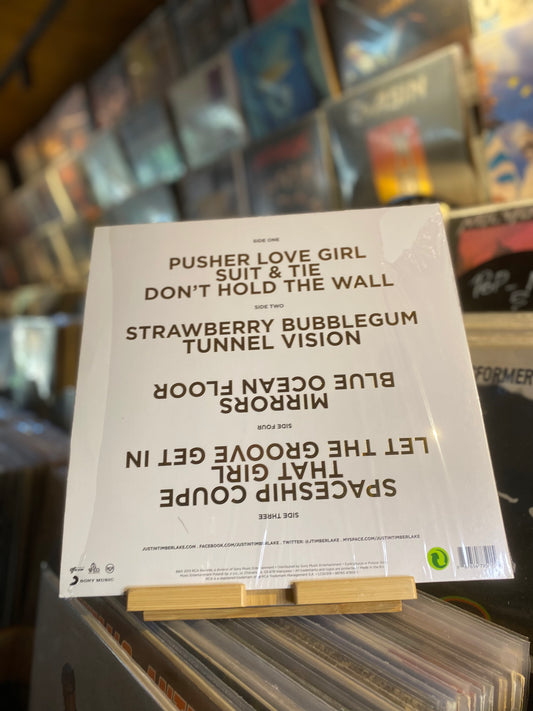 SIDE ONE
PUSHER LOVE GIRL
SUIT & TIE
DON'T HOLD THE WALL
SIDE TWO
STRAWBERRY BUBBLEGUM
TUNNEL VISION
SIDE THREE
SPACESHIP COUPE
THAT GIRL
LET THE GROOVE GET IN
SIDE FOUR
MIRRORS
BLUE OCEAN FLOOR
JUSTINTIMBERLAKE.COM . FACEBOOK.COM/JUSTINTIMBERLAKE . TWITTER: @JTIMBERLAKE . MYSPACE.COM/JUSTINTIMBERLAKE
SONY MUSIC
FORMER
POP